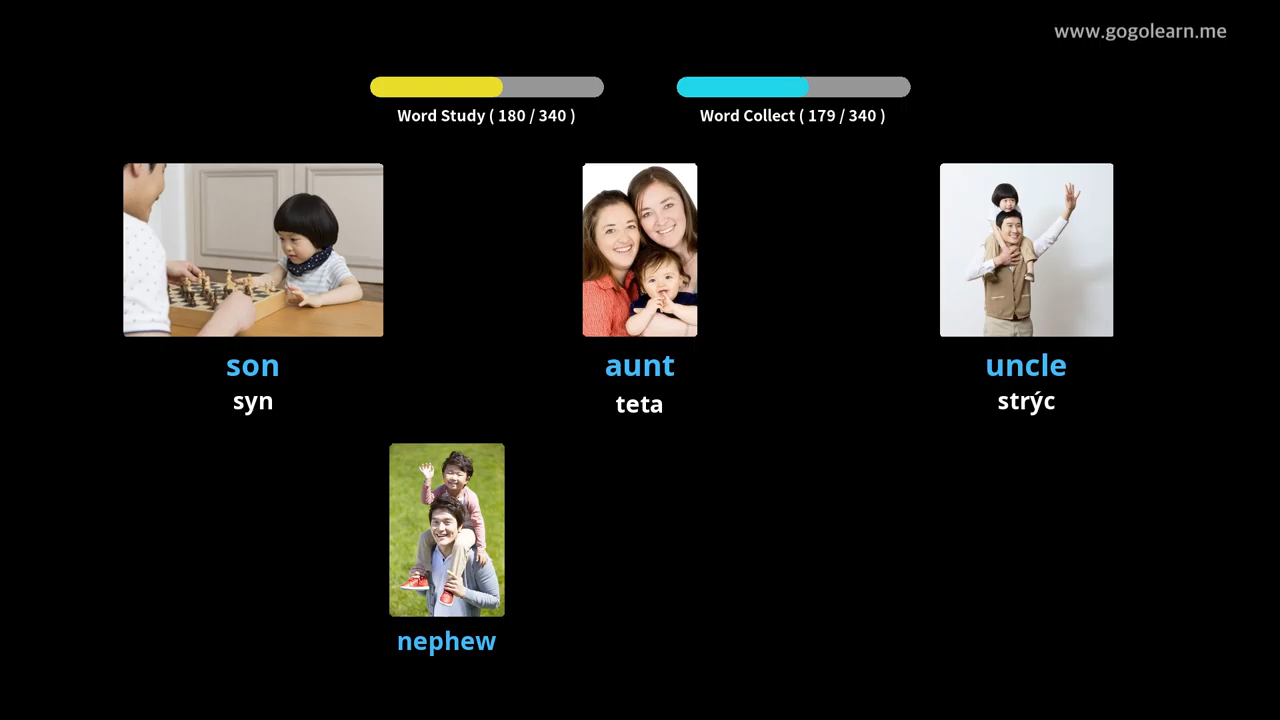 www.gogolearn.me
Word Study ( 180 / 340 )
Word Collect ( 179 / 340 )
son
syn
aunt
teta
uncle
strýc
nephew